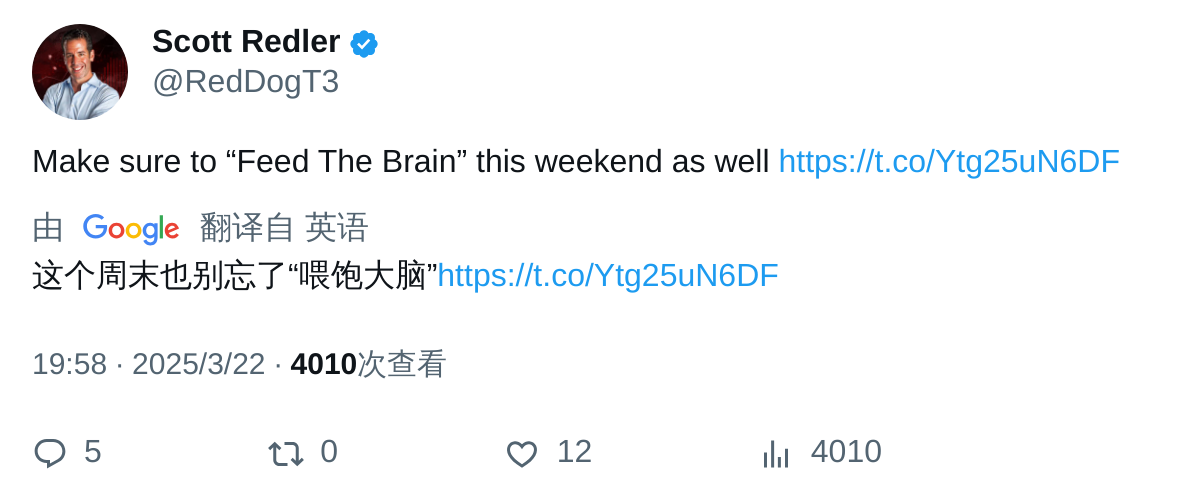 Scott Redler
@RedDogT3
Make sure to “Feed The Brain” this weekend as well https://t.co/Ytg25uN6DF
由 Google 翻译自 英语
这个周末也别忘了“喂饱大脑”https://t.co/Ytg25uN6DF
19:58 · 2025/3/22 · 4010次查看
5 0 12 4010